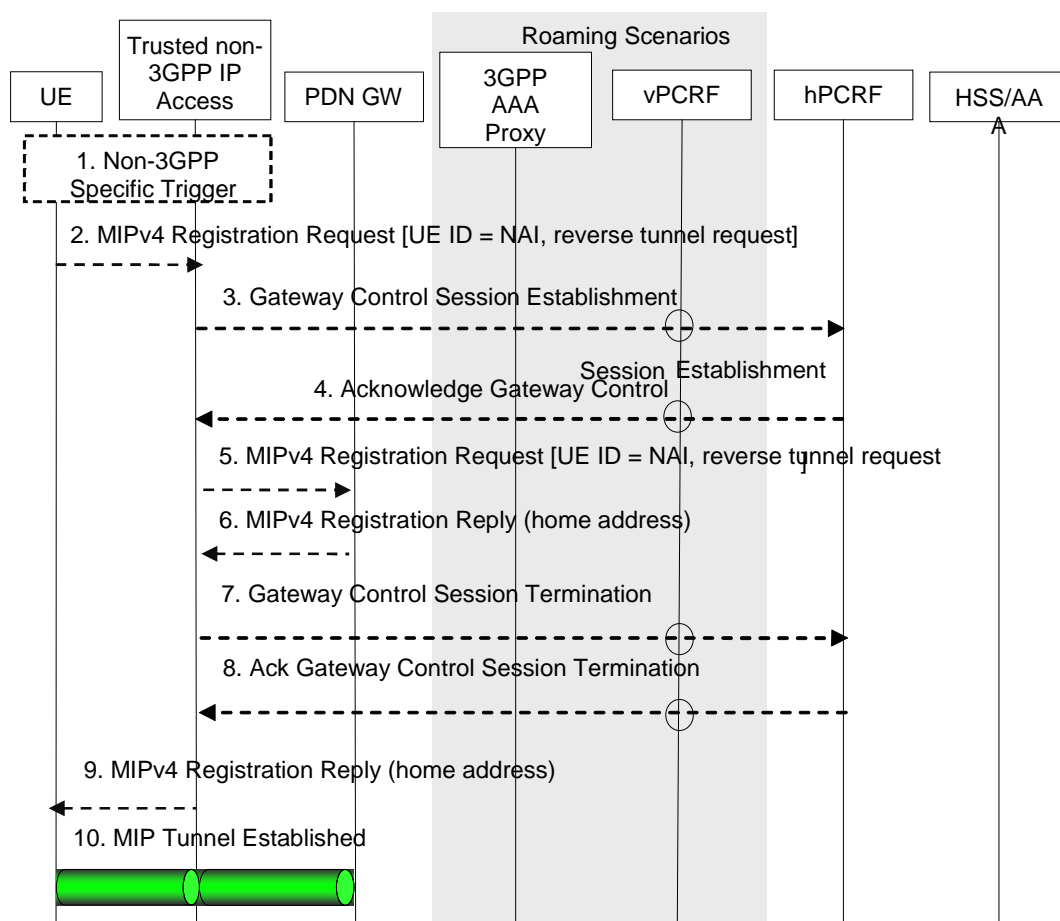 Roaming Scenarios
UE
Trusted non-
3GPP IP
Access
PDN GW
3GPP
AAA
Proxy
vPCRF
hPCRF
HSS/AA
A
1. Non-3GPP
Specific Trigger
2. MIPv4 Registration Request [UE ID = NAI, reverse tunnel request]
3. Gateway Control Session Establishment
Session Establishment
4. Acknowledge Gateway Control
5. MIPv4 Registration Request [UE ID = NAI, reverse tunnel request
]
6. MIPv4 Registration Reply (home address)
7. Gateway Control Session Termination
8. Ack Gateway Control Session Termination
9. MIPv4 Registration Reply (home address)
10. MIP Tunnel Established